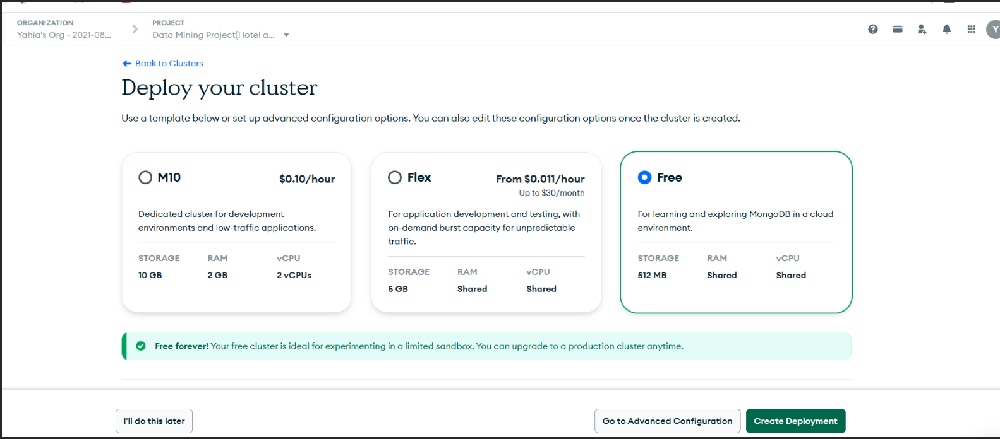 ORGANIZATION
Yahia's Org - 2021-08...
PROJECT
Data Mining Project(Hotel a...
Y
Back to Clusters
Deploy your cluster
Use a template below or set up advanced configuration options. You can also edit these configuration options once the cluster is created.
M10
$0.10/hour
Dedicated cluster for development
environments and low-traffic applications.
STORAGE RAM vCPU
10 GB 2 GB 2 vCPUs
Flex
From $0.011/hour
Up to $30/month
For application development and testing, with
on-demand burst capacity for unpredictable
traffic.
STORAGE RAM vCPU
5 GB Shared Shared
Free
For learning and exploring MongoDB in a cloud
environment.
STORAGE RAM vCPU
512 MB Shared Shared
Free forever! Your free cluster is ideal for experimenting in a limited sandbox. You can upgrade to a production cluster anytime.
I'll do this later
Go to Advanced Configuration
Create Deployment